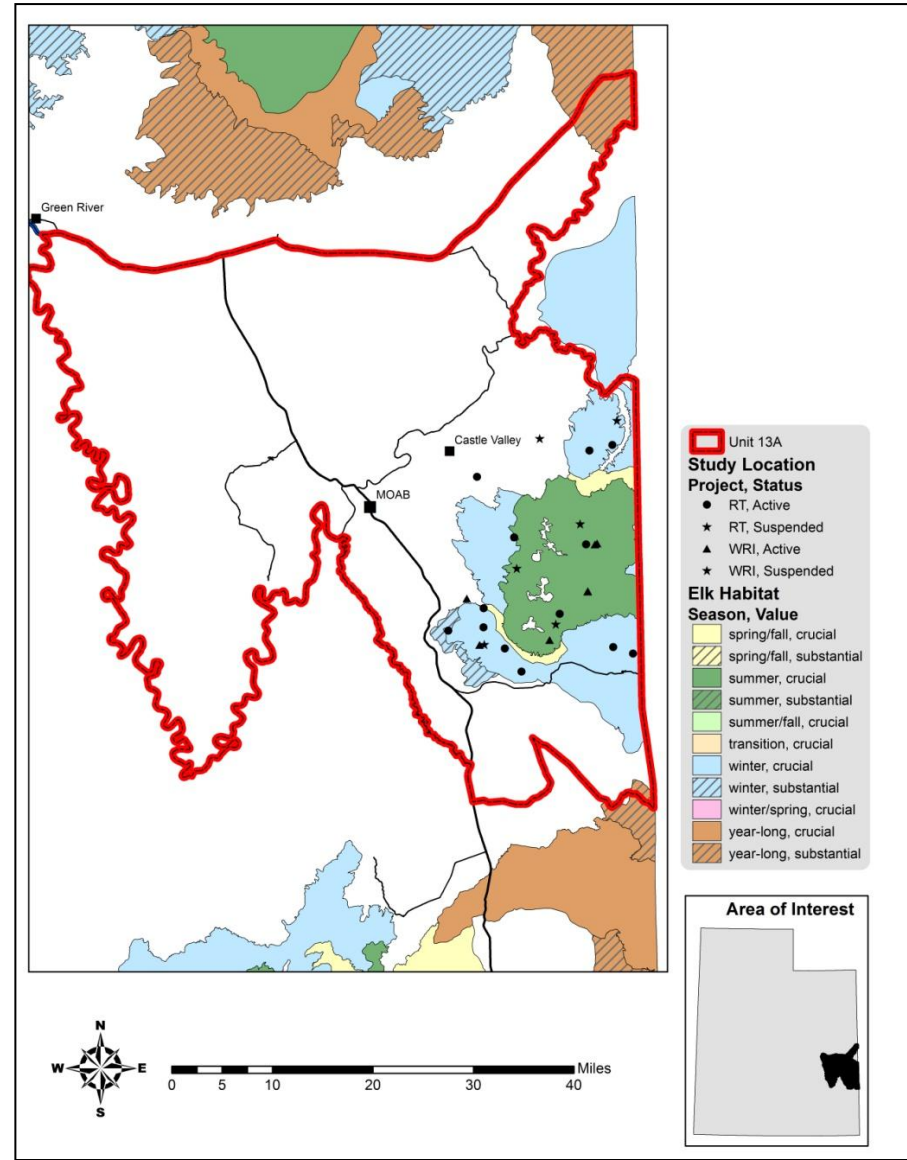 Green River
Castle Valley
MOAB
Unit 13A
Study Location
Project, Status
RT, Active
RT, Suspended
WRI, Active
WRI, Suspended
Elk Habitat
Season, Value
spring/fall, crucial
spring/fall, substantial
summer, crucial
summer, substantial
summer/fall, crucial
transition, crucial
winter, crucial
winter, substantial
winter/spring, crucial
year-long, crucial
year-long, substantial
Area of Interest
N
W E
S
Miles
0 5 10 20 30 40